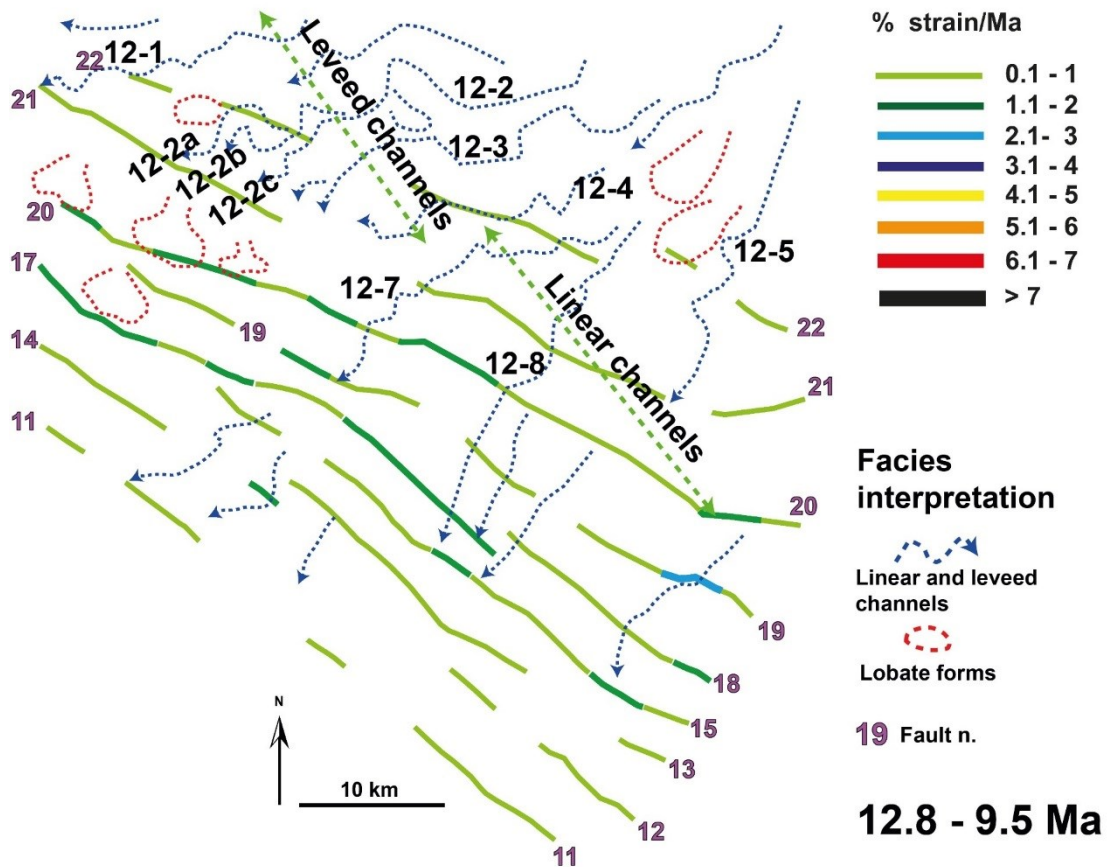 22
12-1
Leveed channels
21
12-2
12-3
12-2a
12-2b
12-2c
12-4
20
12-5
17
12-7
Linear channels
19
14
12-8
22
21
11
20
19
18
15
13
12
11
N
10 km
% strain/Ma
0.1 - 1
1.1 - 2
2.1- 3
3.1 - 4
4.1 - 5
5.1 - 6
6.1 - 7
> 7
Facies
interpretation
Linear and leveed
channels
Lobate forms
19 Fault n.
12.8 - 9.5 Ma